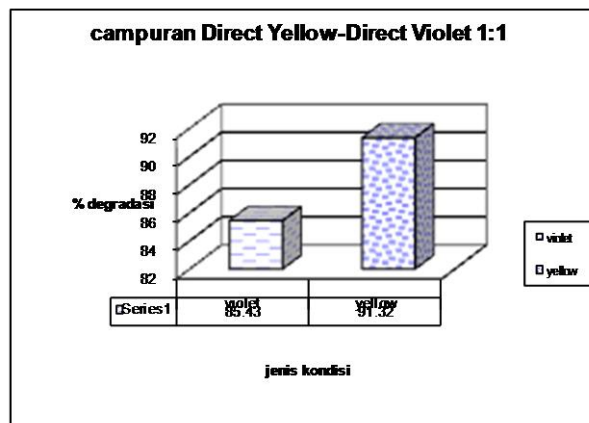 campuran Direct Yellow-Direct Violet 1:1
92
90
88
86
84
82
% degradasi
violet
yellow
violet yellow
Series1 85.43 91.32
jenis kondisi